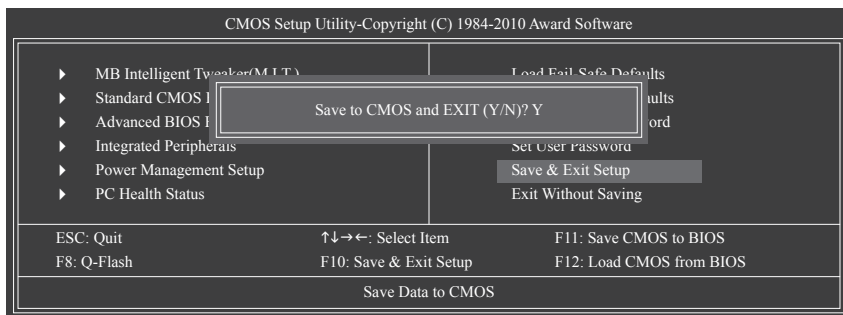 CMOS Setup Utility-Copyright (C) 1984-2010 Award Software
MB Intelligent Tweaker(M.I.T.)
Standard CMOS
Advanced BIOS
Integrated Peripherals
Power Management Setup
PC Health Status
Load Fail-Safe Defaults
Set User Password
Save & Exit Setup
Exit Without Saving
Save to CMOS and EXIT (Y/N)? Y
ESC: Quit
↑↓→←: Select Item
F11: Save CMOS to BIOS
F8: Q-Flash
F10: Save & Exit Setup
F12: Load CMOS from BIOS
Save Data to CMOS